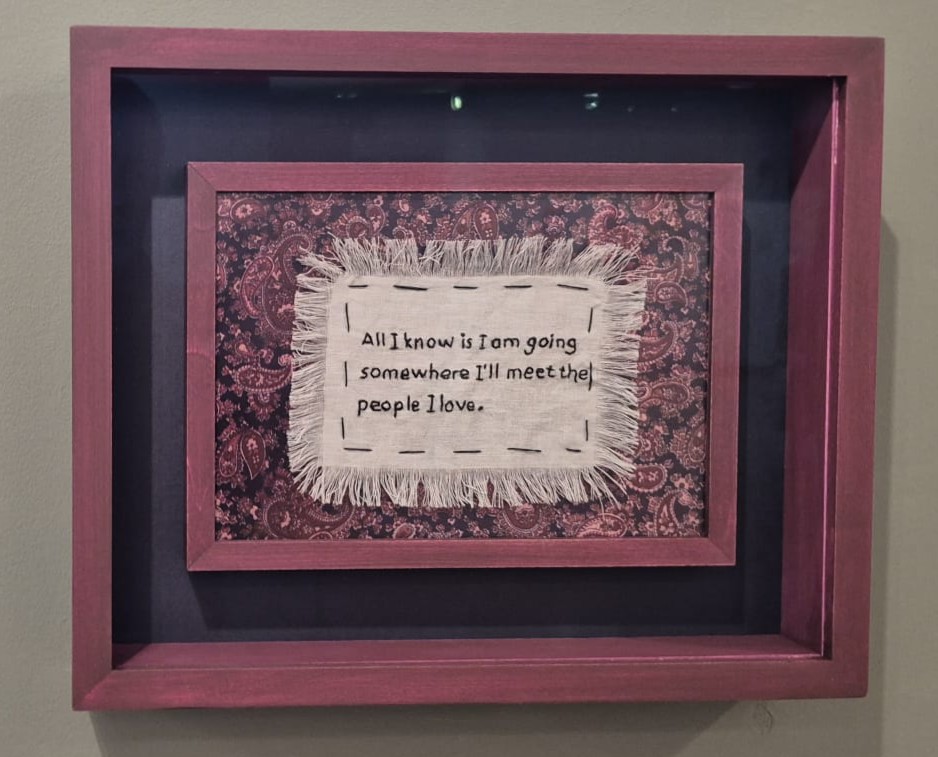 All I know is I am going
somewhere I'll meet the
people I love.